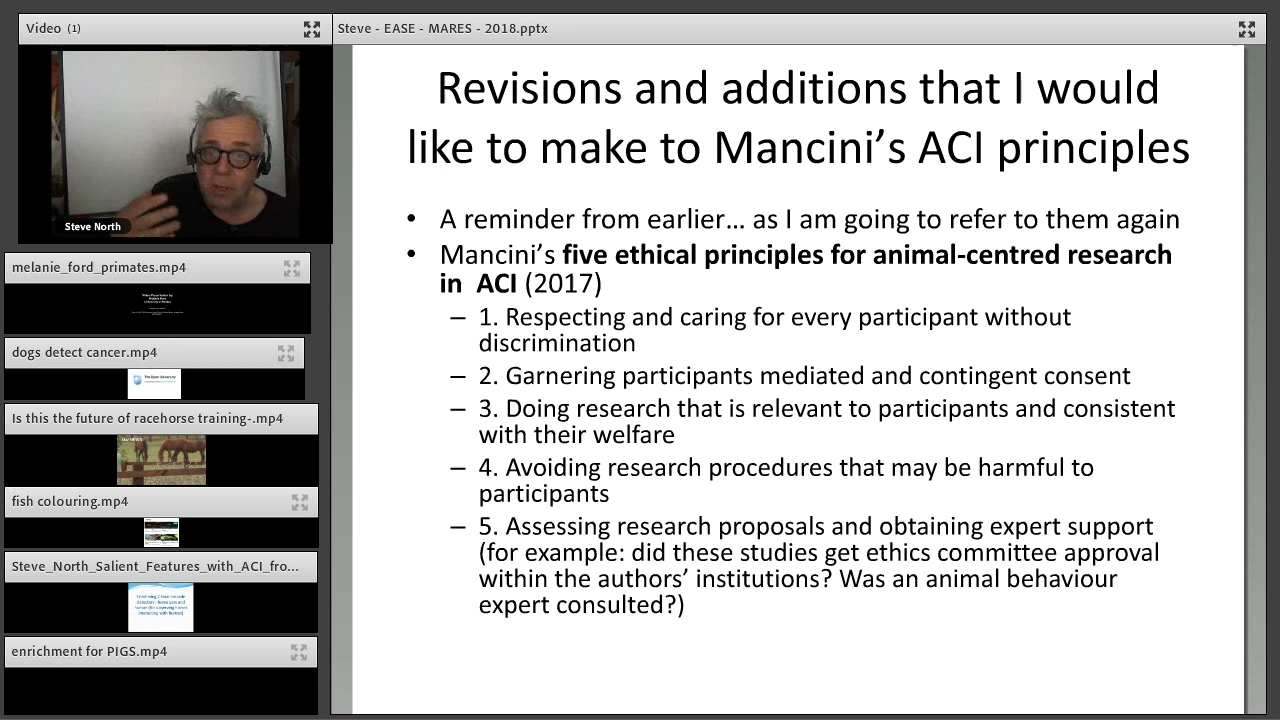 Video (1)
Steve North
melanie_ford_primates.mp4
dogs detect cancer.mp4
The Open University
Is this the future of racehorse training-.mp4
fish colouring.mp4
Steve_North_Salient_Features_with_ACI_fro...
enrichment for PIGS.mp4
Steve - EASE - MARES - 2018.pptx
Revisions and additions that I would
like to make to Mancini’s ACI principles
• A reminder from earlier… as I am going to refer to them again
• Mancini’s five ethical principles for animal-centred research
in ACI (2017)
– 1. Respecting and caring for every participant without
discrimination
– 2. Garnering participants mediated and contingent consent
– 3. Doing research that is relevant to participants and consistent
with their welfare
– 4. Avoiding research procedures that may be harmful to
participants
– 5. Assessing research proposals and obtaining expert support
(for example: did these studies get ethics committee approval
within the authors’ institutions? Was an animal behaviour
expert consulted?)